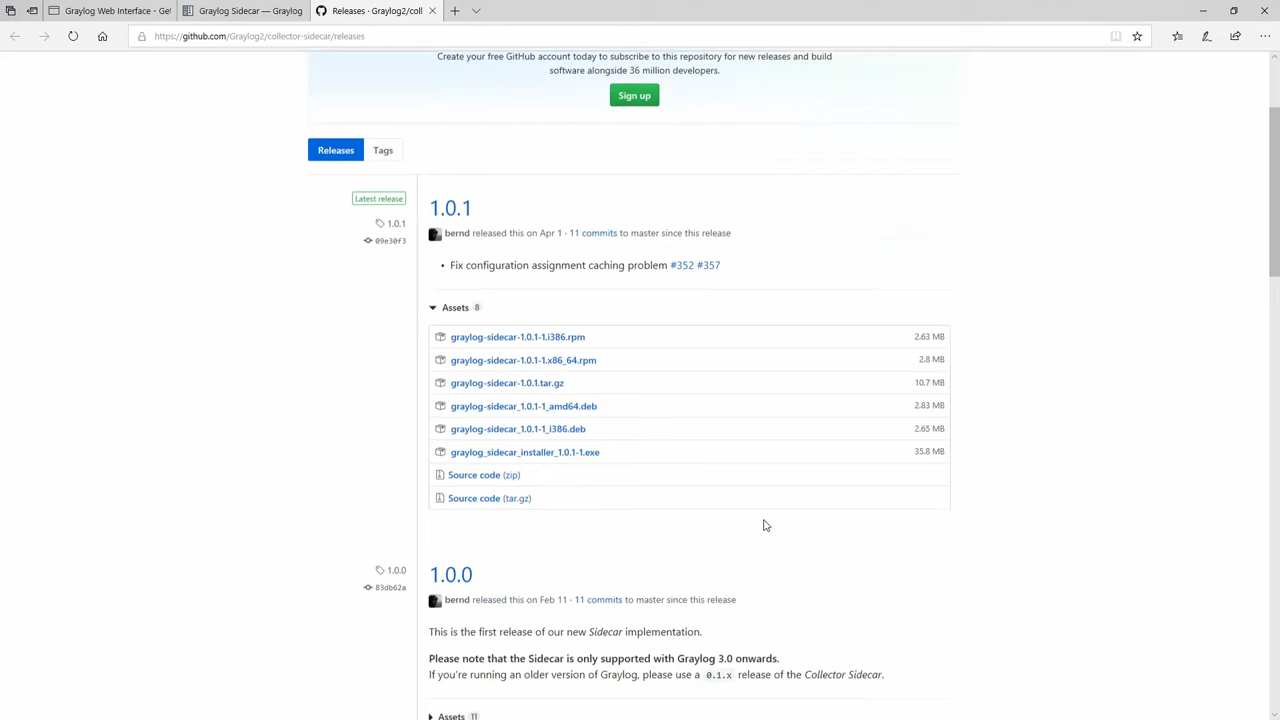 Graylog Web Interface - Gel
Graylog Sidecar — Graylog
Releases · Graylog2/coll
https://github.com/Graylog2/collector-sidecar/releases
Create your free GitHub account today to subscribe to this repository for new releases and build
software alongside 36 million developers.
Sign up
Releases
Tags
Latest release
1.0.1
09e30f3
1.0.1
bernd released this on Apr 1 · 11 commits to master since this release
• Fix configuration assignment caching problem #352 #357
Assets 8
graylog-sidecar-1.0.1-1.i386.rpm 2.63 MB
graylog-sidecar-1.0.1-1.x86_64.rpm 2.8 MB
graylog-sidecar-1.0.1.tar.gz 10.7 MB
graylog-sidecar_1.0.1-1_amd64.deb 2.83 MB
graylog-sidecar_1.0.1-1_i386.deb 2.65 MB
graylog_sidecar_installer_1.0.1-1.exe 35.8 MB
Source code (zip)
Source code (tar.gz)
1.0.0
83db62a
1.0.0
bernd released this on Feb 11 · 11 commits to master since this release
This is the first release of our new Sidecar implementation.
Please note that the Sidecar is only supported with Graylog 3.0 onwards.
If you're running an older version of Graylog, please use a 0.1.x release of the Collector Sidecar.
Assets 11